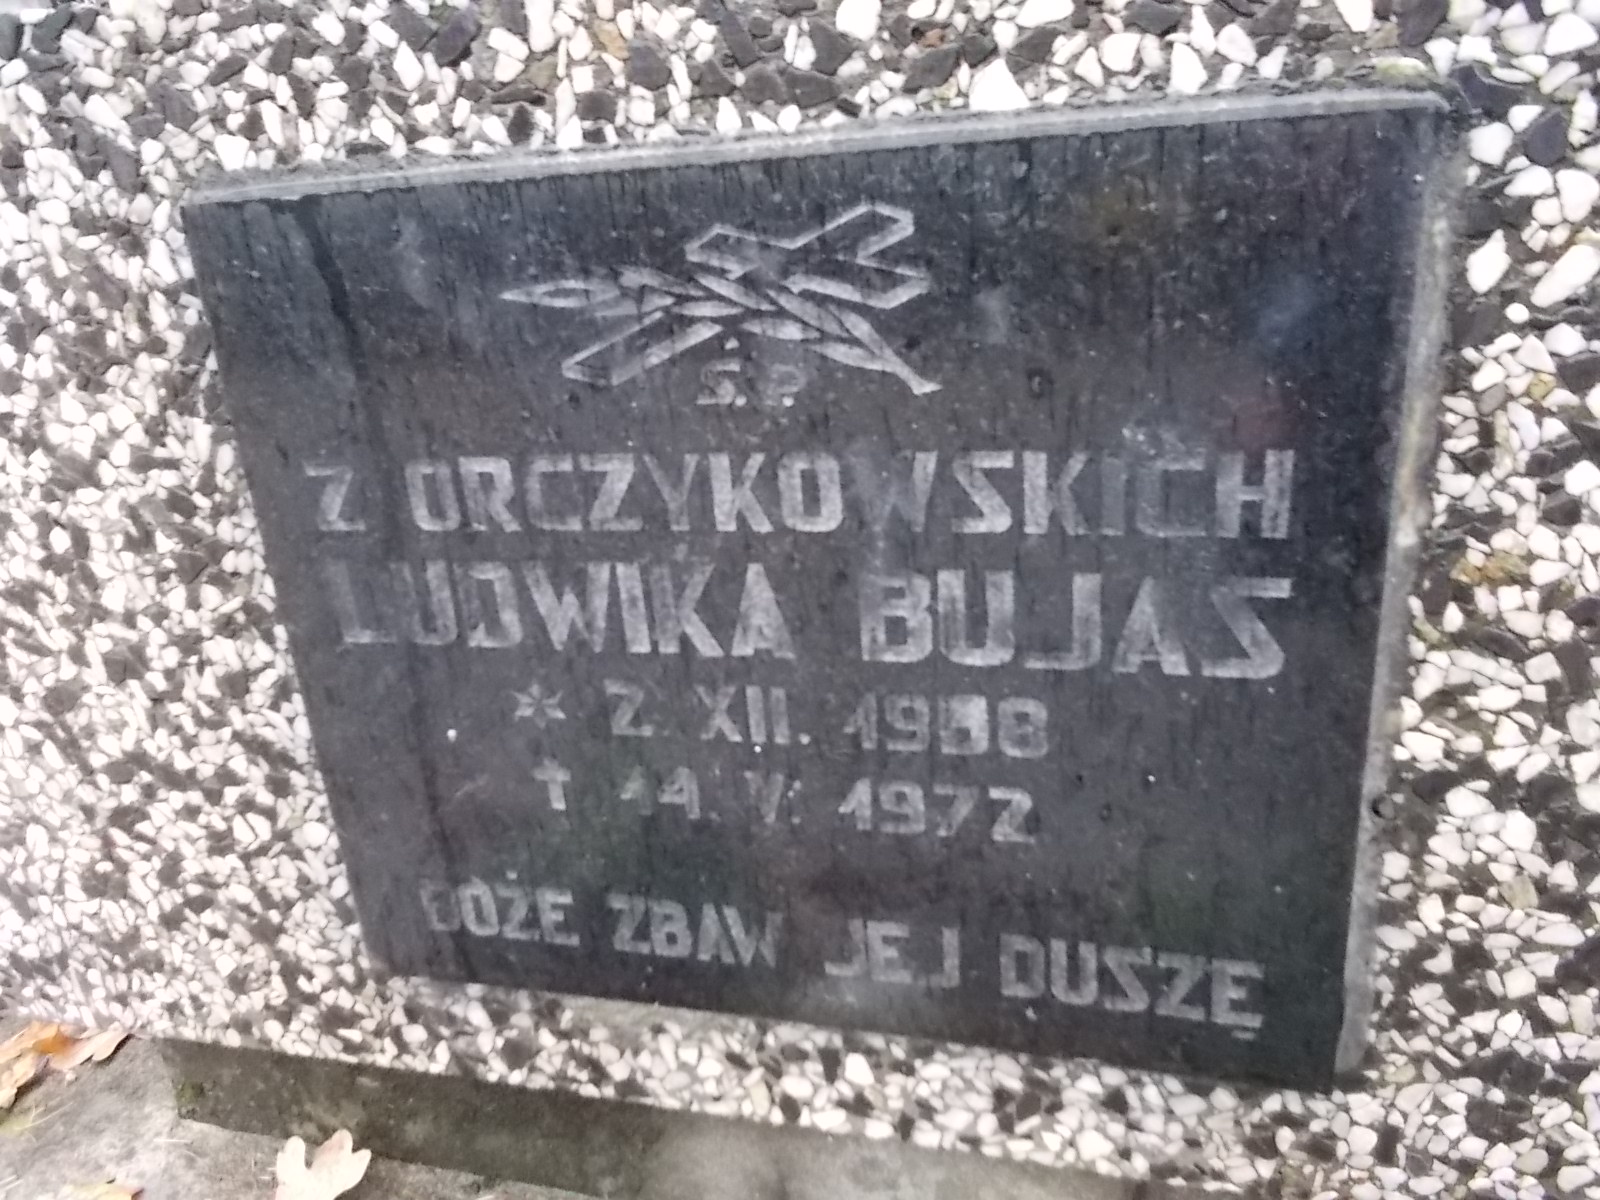 Ś.P.
Z ORCZYKOWSKICH
LUDWIKA BUJAS
* 2. XII.
† 14. V. 1972
BOŻE ZBAW JEJ DUSZĘ